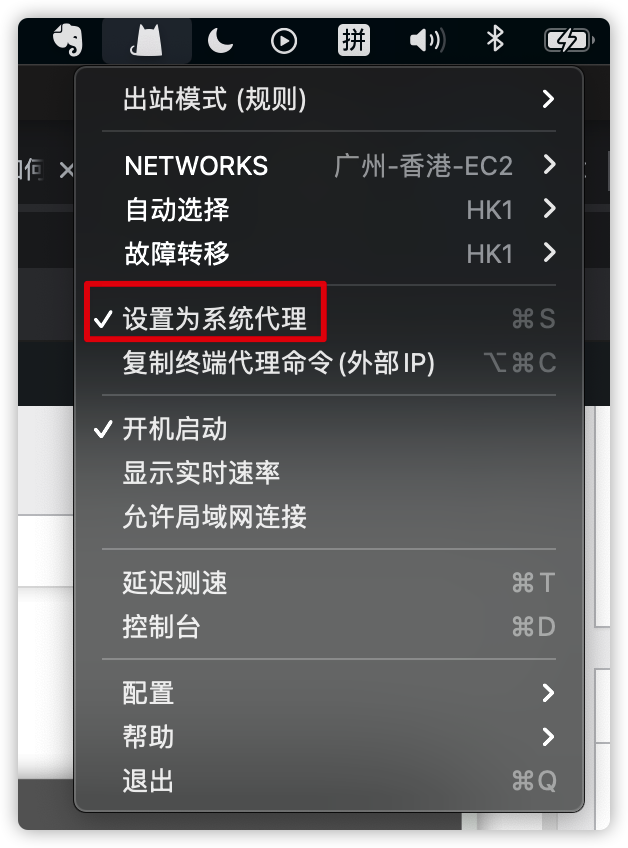 拼
出站模式 (规则)
如何
NETWORKS 广州-香港-EC2
自动选择 HK1
故障转移 HK1
设置为系统代理 ⌘S
复制终端代理命令(外部IP) ⌥⌘C
开机启动
显示实时速率
允许局域网连接
延迟测速 ⌘T
控制台 ⌘D
配置
帮助
退出 ⌘Q